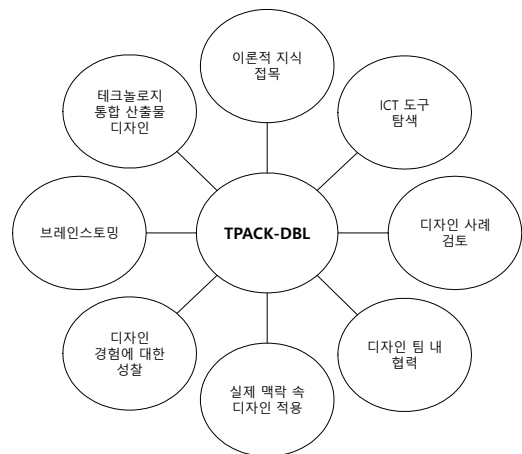 이론적 지식
접목
테크놀로지
통합 산출물
디자인
ICT 도구
탐색
브레인스토밍
TPACK-DBL
디자인 사례
검토
디자인
경험에 대한
성찰
디자인 팀 내
협력
실제 맥락 속
디자인 적용